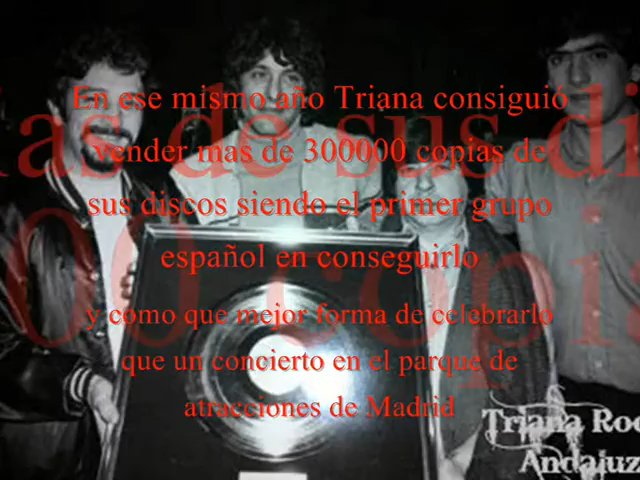 En ese mismo año Triana consiguió
vender mas de 300000 copias de
sus discos siendo el primer grupo
español en conseguirlo
y como que mejor forma de celebrarlo
que un concierto en el parque de
atracciones de Madrid
Triana Roc
Andaluz